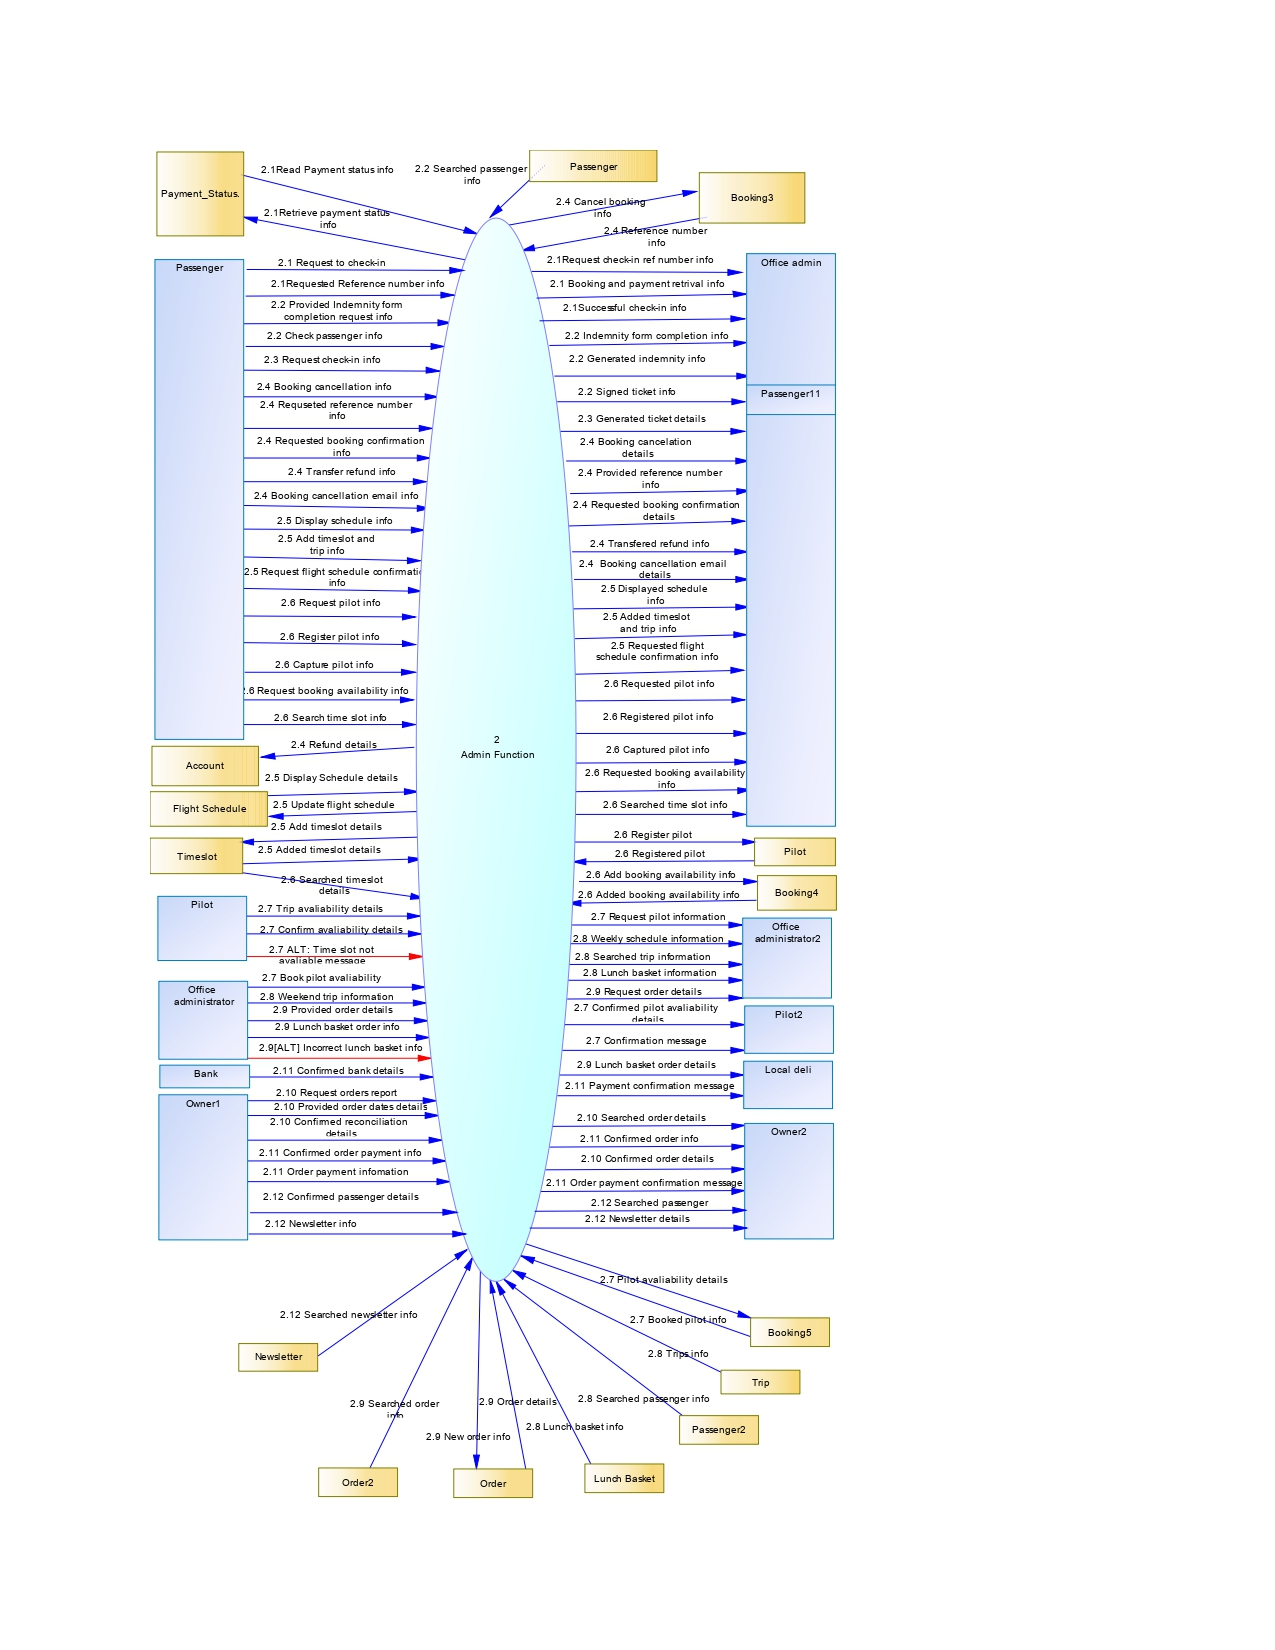 2.1Read Payment status info
2.2 Searched passenger
info
Passenger
Payment_Status.
Booking3
2.4 Cancel booking
info
2.1Retrieve payment status
info
2.4 Reference number
info
Passenger
2.1 Request to check-in
2.1Requested Reference number info
2.2 Provided Indemnity form
completion request info
2.2 Check passenger info
2.3 Request check-in info
2.4 Booking cancellation info
2.4 Requseted reference number
info
2.4 Requested booking confirmation
info
2.4 Transfer refund info
2.4 Booking cancellation email info
2.5 Display schedule info
2.5 Add timeslot and
trip info
2.5 Request flight schedule confirmati
info
2.6 Request pilot info
2.6 Register pilot info
2.6 Capture pilot info
2.6 Request booking availability info
2.6 Search time slot info
2.1Request check-in ref number info
Office admin
2.1 Booking and payment retrival info
2.1Successful check-in info
2.2 Indemnity form completion info
2.2 Generated indemnity info
2.2 Signed ticket info
Passenger11
2.3 Generated ticket details
2.4 Booking cancelation
details
2.4 Provided reference number
info
2.4 Requested booking confirmation
details
2.4 Transfered refund info
2.4 Booking cancellation email
details
2.5 Displayed schedule
info
2.5 Added timeslot
and trip info
2.5 Requested flight
schedule confirmation info
2.6 Requested pilot info
2.6 Registered pilot info
2.6 Captured pilot info
2.6 Requested booking availability
info
2.6 Searched time slot info
2
Admin Function
2.4 Refund details
Account
2.5 Display Schedule details
Flight Schedule
2.5 Update flight schedule
2.5 Add timeslot details
Timeslot
2.5 Added timeslot details
2.6 Searched timeslot
details
2.6 Register pilot
Pilot
2.6 Registered pilot
2.6 Add booking availability info
Booking4
2.6 Added booking availability info
Pilot
2.7 Trip avaliability details
2.7 Confirm avaliability details
2.7 ALT: Time slot not
avaliable message
Office
administrator
2.7 Book pilot avaliability
2.8 Weekend trip information
2.9 Provided order details
2.9 Lunch basket order info
2.9[ALT] Incorrect lunch basket info
Bank
2.11 Confirmed bank details
Owner1
2.10 Request orders report
2.10 Provided order dates details
2.10 Confirmed reconciliation
details
2.11 Confirmed order payment info
2.11 Order payment infomation
2.12 Confirmed passenger details
2.12 Newsletter info
2.7 Request pilot information
Office
administrator2
2.8 Weekly schedule information
2.8 Searched trip information
2.8 Lunch basket information
2.9 Request order details
2.7 Confirmed pilot avaliability
details
Pilot2
2.7 Confirmation message
2.9 Lunch basket order details
Local deli
2.11 Payment confirmation message
2.10 Searched order details
Owner2
2.11 Confirmed order info
2.10 Confirmed order details
2.11 Order payment confirmation message
2.12 Searched passenger
2.12 Newsletter details
2.7 Pilot avaliability details
2.12 Searched newsletter info
2.7 Booked pilot info
Booking5
Newsletter
2.8 Trips info
Trip
2.9 Searched order
info
2.9 Order details
2.8 Searched passenger info
2.8 Lunch basket info
Passenger2
2.9 New order info
Order2
Order
Lunch Basket